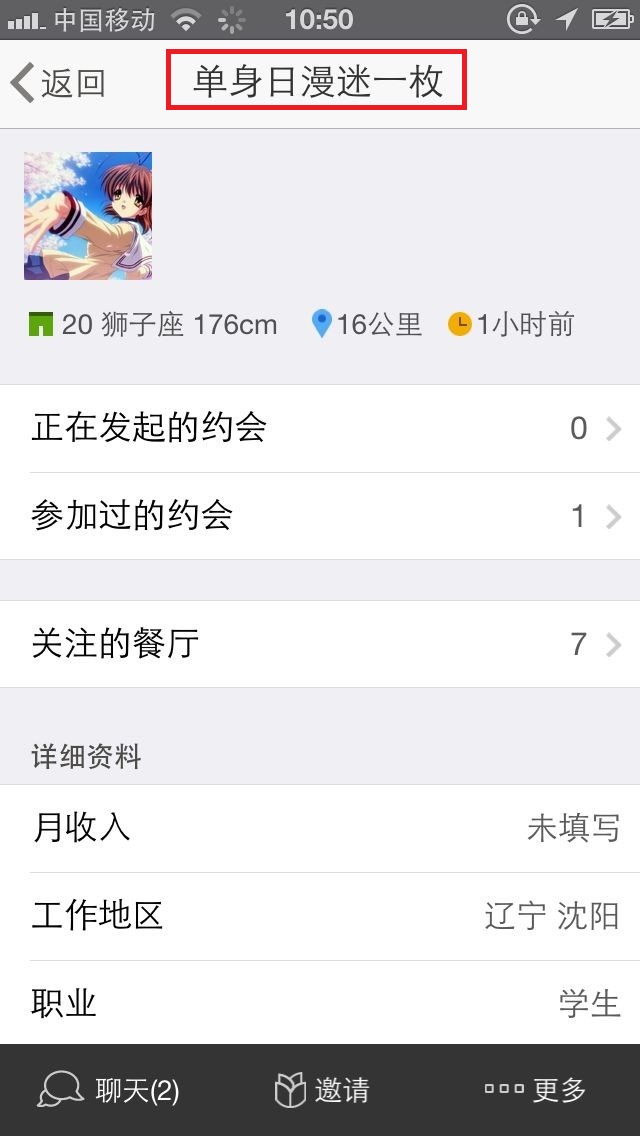 中国移动 10:50
返回 单身日漫迷一枚
20 狮子座 176cm 16公里 1小时前
正在发起的约会 0
参加过的约会 1
关注的餐厅 7
详细资料
月收入 未填写
工作地区 辽宁 沈阳
职业 学生
聊天(2) 邀请 更多